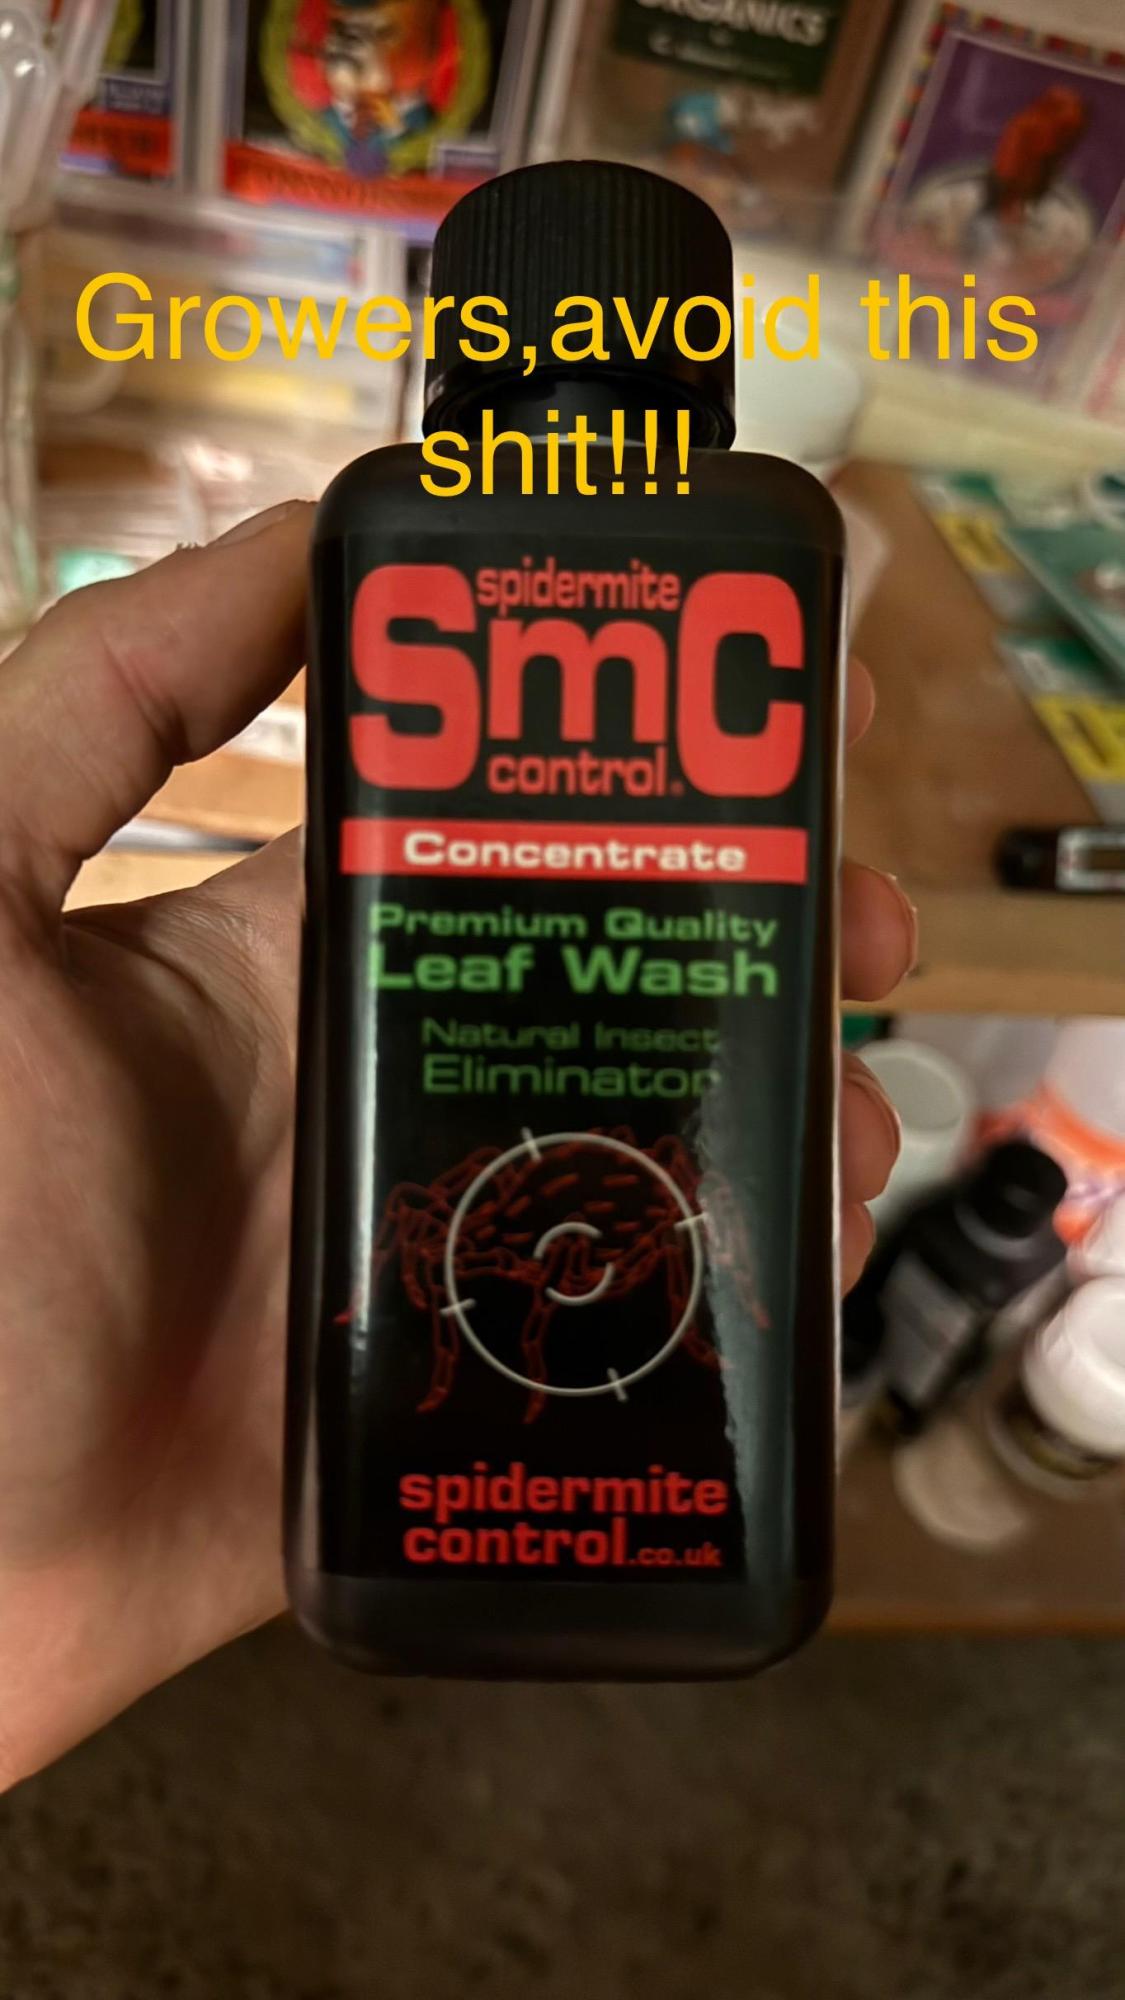 ORGANICS
Growers,avoid this
shit!!!
spidermite
SmC
control.
Concentrate
Premium Quality
Leaf Wash
Natural Insect
Eliminator
spidermite
control.co.uk